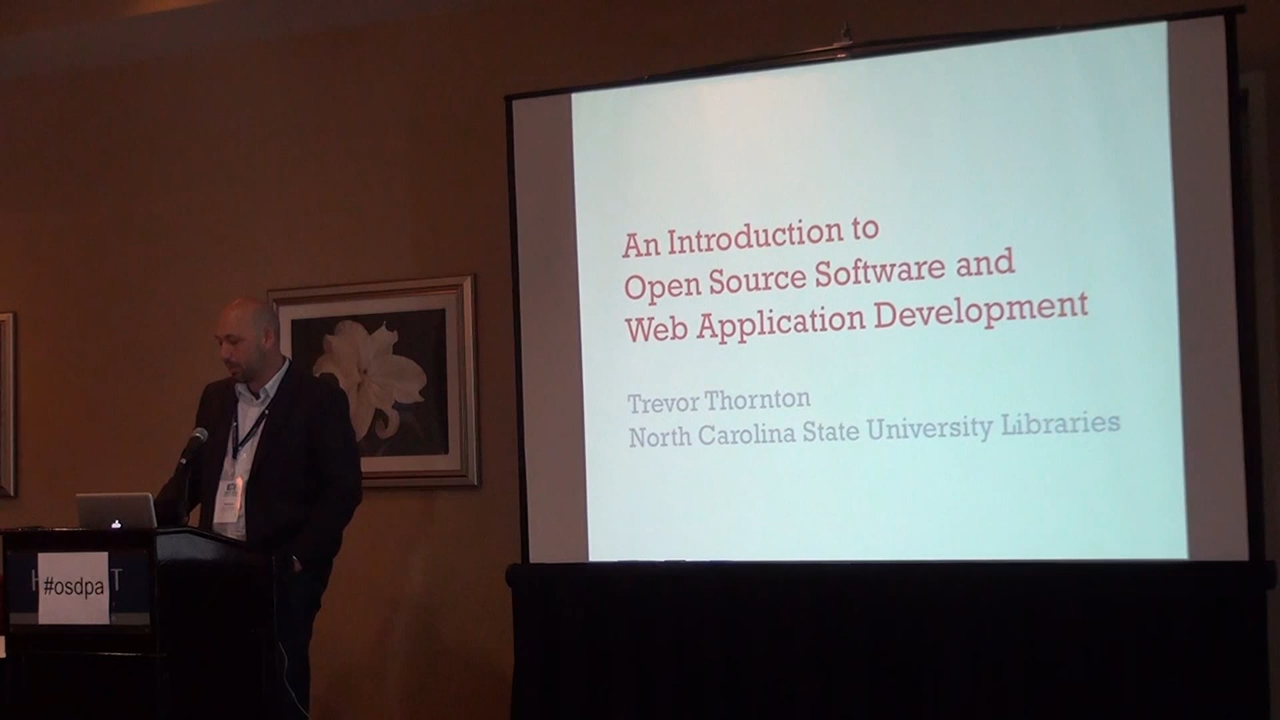 An Introduction to
Open Source Software and
Web Application Development
Trevor Thornton
North Carolina State University Libraries
#osdpa